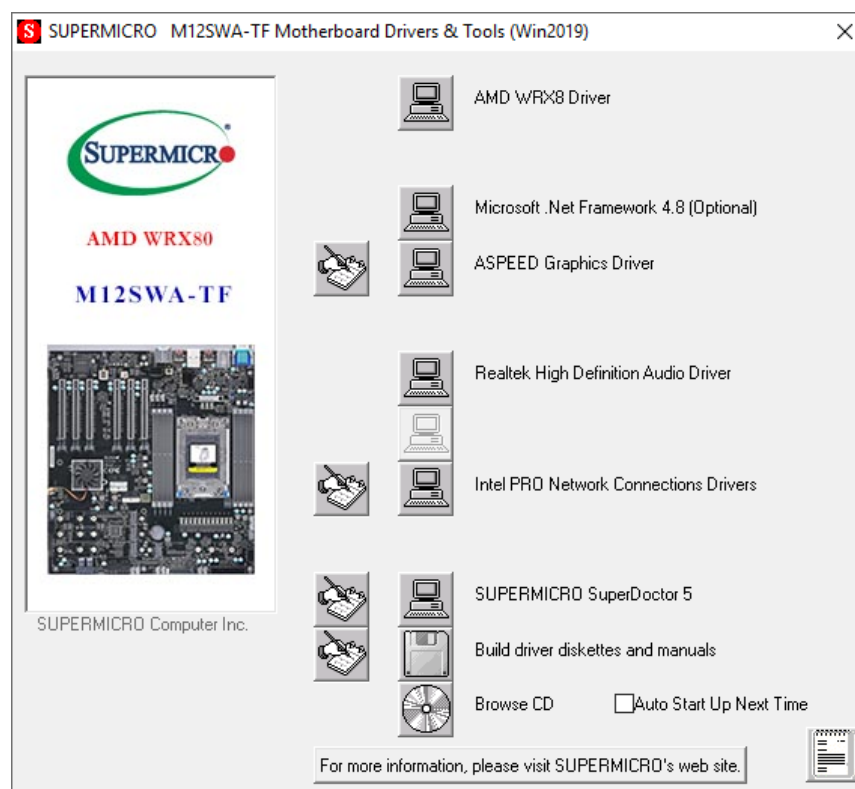 SUPERMICRO M12SWA-TF Motherboard Drivers & Tools (Win2019)
SUPERMICRO
AMD WRX80
M12SWA-TF
SUPERMICRO Computer Inc.
AMD WRX8 Driver
Microsoft .Net Framework 4.8 (Optional)
ASPEED Graphics Driver
Realtek High Definition Audio Driver
Intel PRO Network Connections Drivers
SUPERMICRO SuperDoctor 5
Build driver diskettes and manuals
Browse CD Auto Start Up Next Time
For more information, please visit SUPERMICRO's web site.